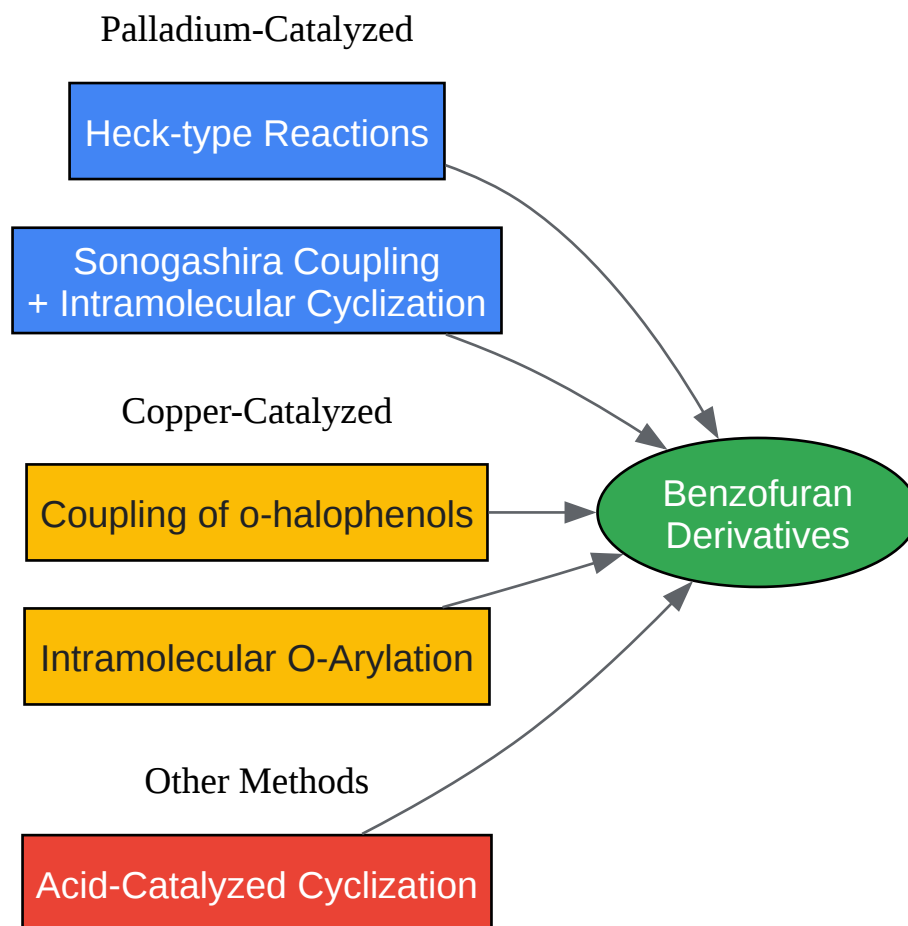 Palladium-Catalyzed
Heck-type Reactions
Sonogashira Coupling
+ Intramolecular Cyclization
Copper-Catalyzed
Coupling of o-halophenols
Benzofuran
Derivatives
Intramolecular O-Arylation
Other Methods
Acid-Catalyzed Cyclization